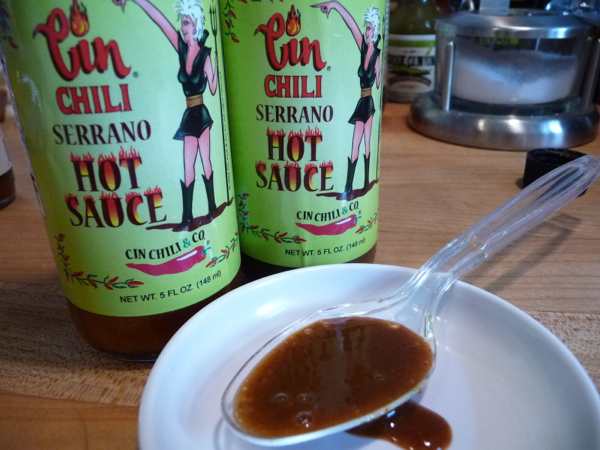 Cin
CHILI
SERRANO
HOT
SAUCE
CIN CHILI & CO.
NET WT. 5 FL OZ. (148 ml)
Cin
CHILI
SERRANO
HOT
SAUCE
CIN CHILI & CO.
NET WT. 5 FL OZ. (148 ml)